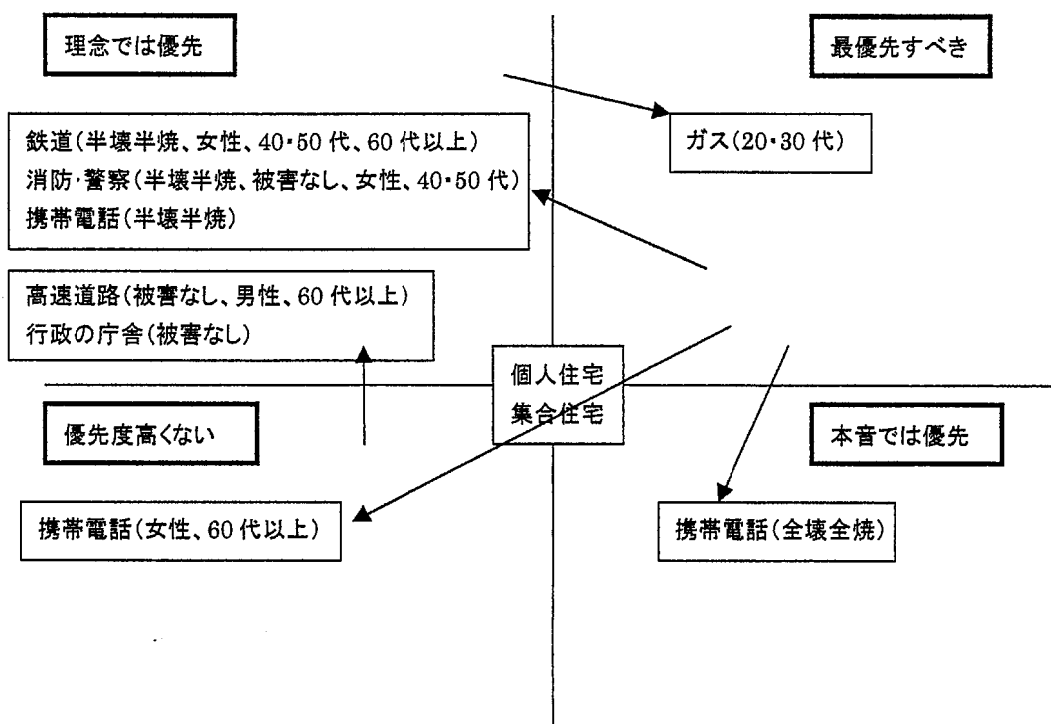 理念では優先
最優先すべき
鉄道(半壊半焼、女性、40・50代、60代以上)
消防・警察(半壊半焼、被害なし、女性、40・50代)
携帯電話(半壊半焼)
ガス(20・30代)
高速道路(被害なし、男性、60代以上)
行政の庁舎(被害なし)
個人住宅
集合住宅
優先度高くない
本音では優先
携帯電話(女性、60代以上)
携帯電話(全壊全焼)